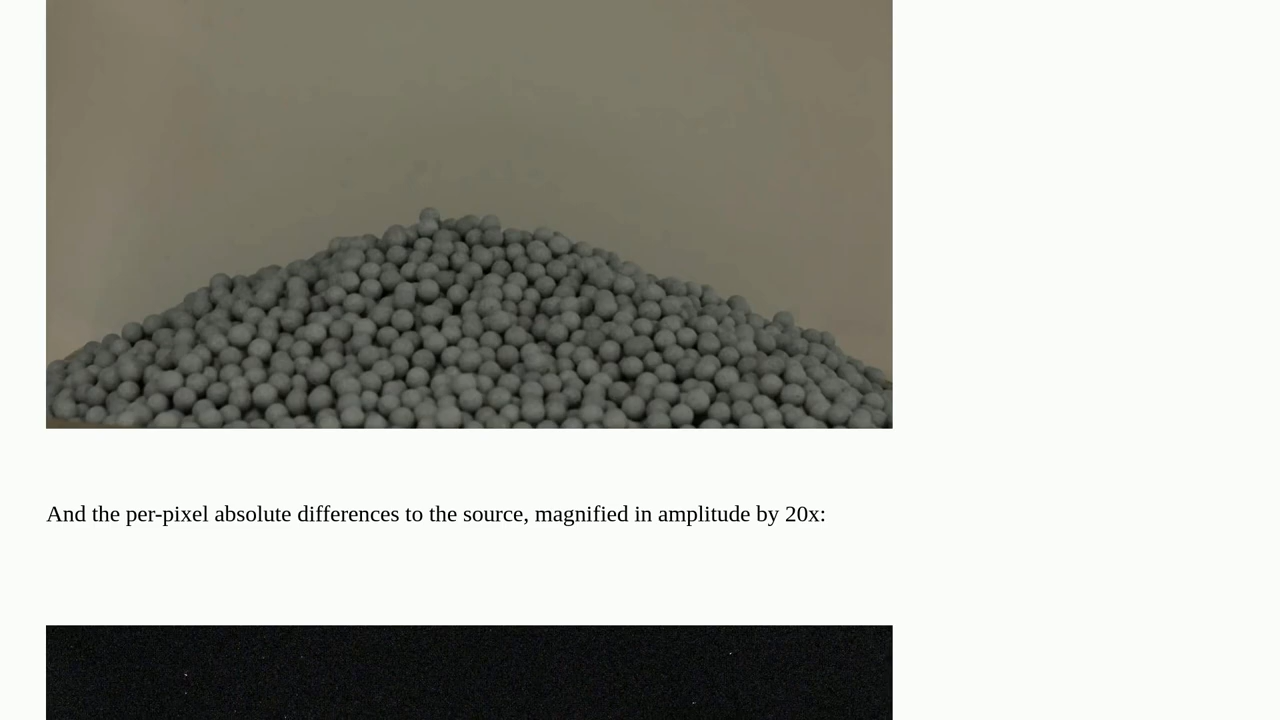 And the per-pixel absolute differences to the source, magnified in amplitude by 20x: